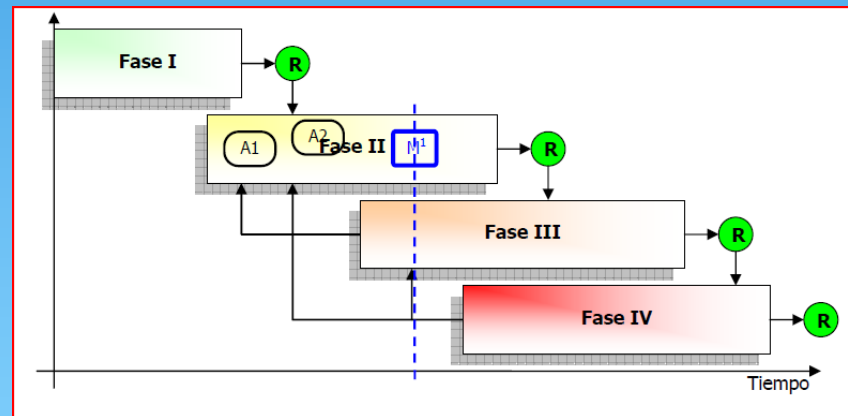 Fase I
R
A1
A2
Fase II
M¹
R
Fase III
R
Fase IV
R
Tiempo